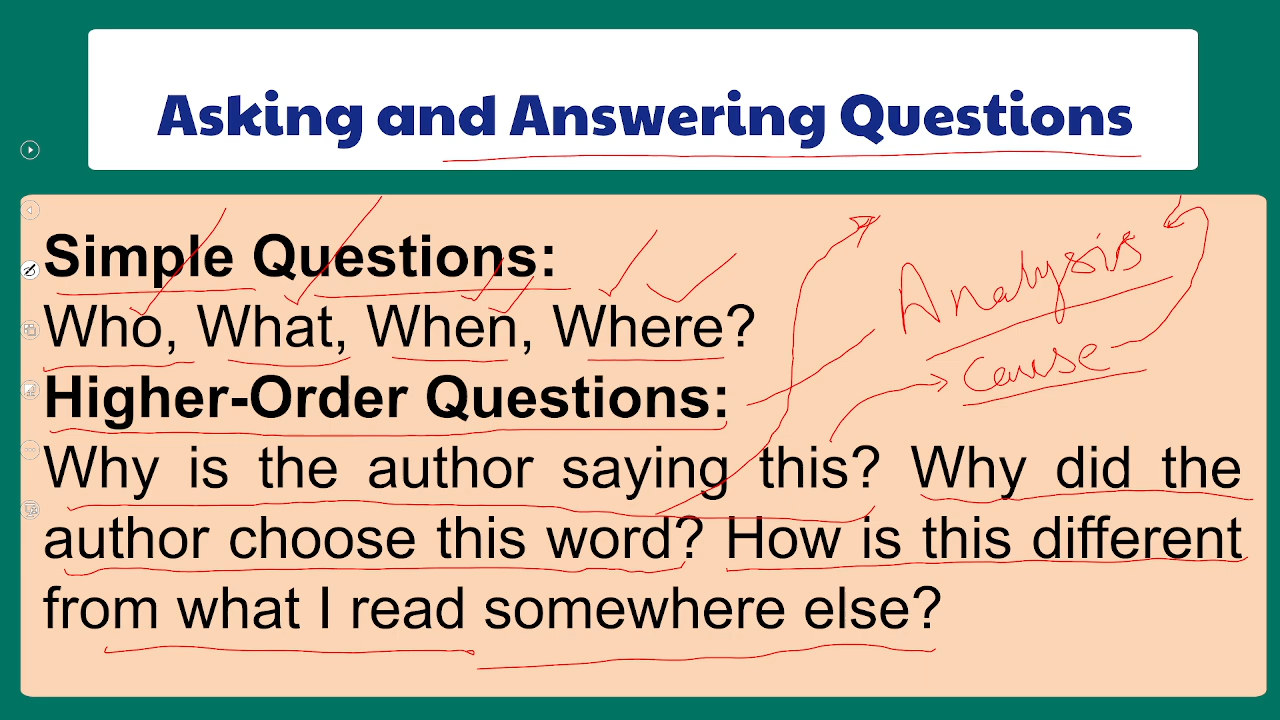 Asking and Answering Questions
Simple Questions:
Who, What, When, Where?
Higher-Order Questions:
Why is the author saying this? Why did the
author choose this word? How is this different
from what I read somewhere else?
Analysis
Cause